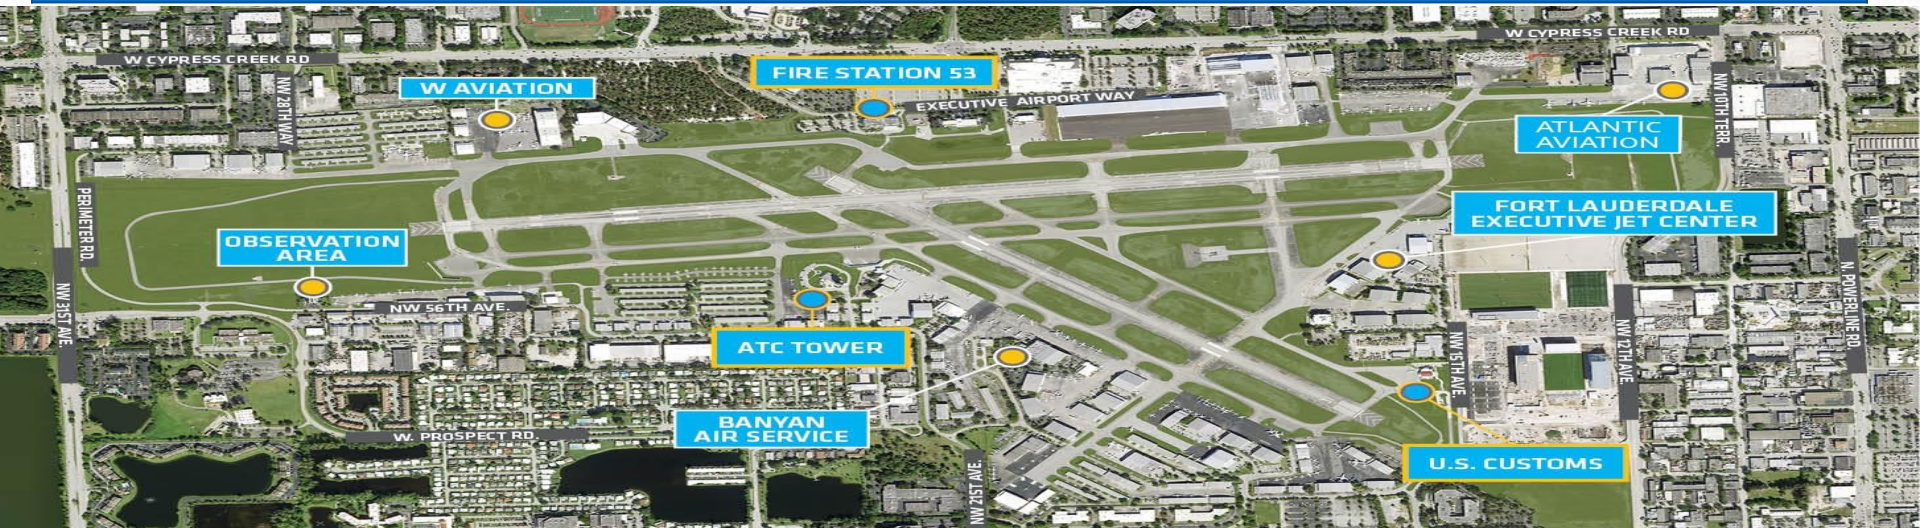 W CYPRESS CREEK RD
W CYPRESS CREEK RD
FIRE STATION 53
W AVIATION
EXECUTIVE AIRPORT WAY
NW 28TH WAY
NW 10TH TERR.
ATLANTIC
AVIATION
PERIMETER RD.
FORT LAUDERDALE
EXECUTIVE JET CENTER
OBSERVATION
AREA
NW 56TH AVE.
NW 31ST AVE.
N. POWERLINE RD.
ATC TOWER
NW 15TH AVE.
NW 12TH AVE
BANYAN
AIR SERVICE
W. PROSPECT RD.
U.S. CUSTOMS
NW 21ST AVE.